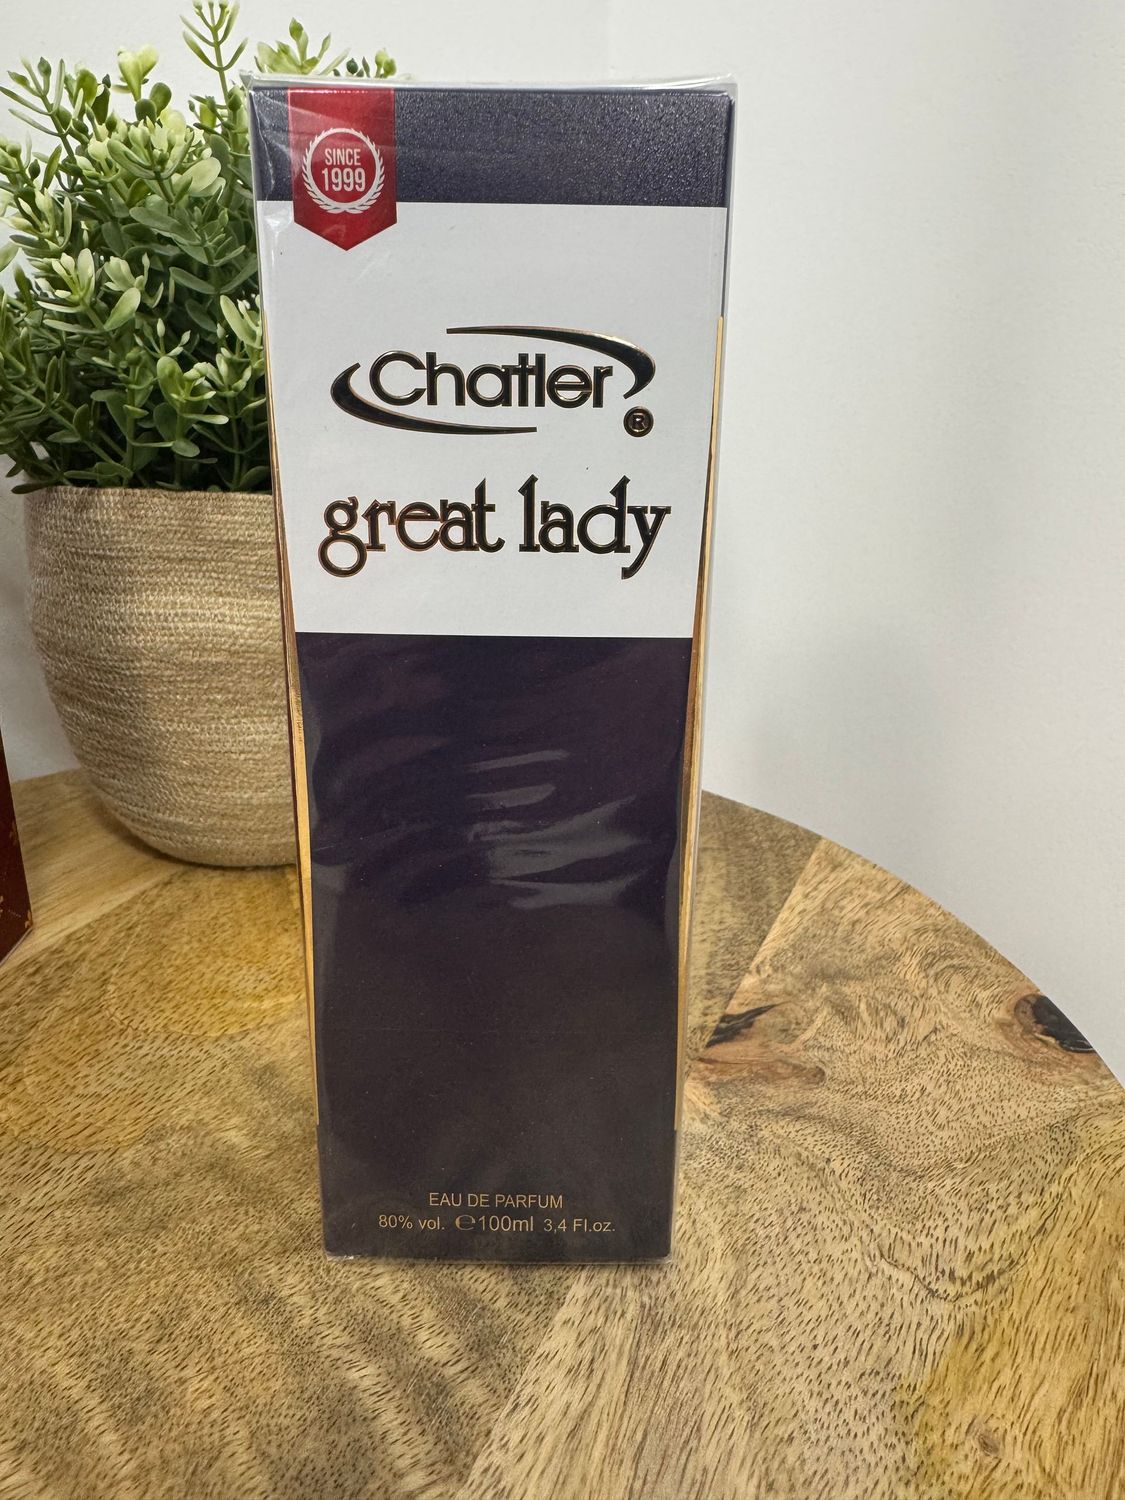 SINCE
1999
Chatler
®
great lady
EAU DE PARFUM
80% vol. ℮100ml 3,4 Fl.oz.